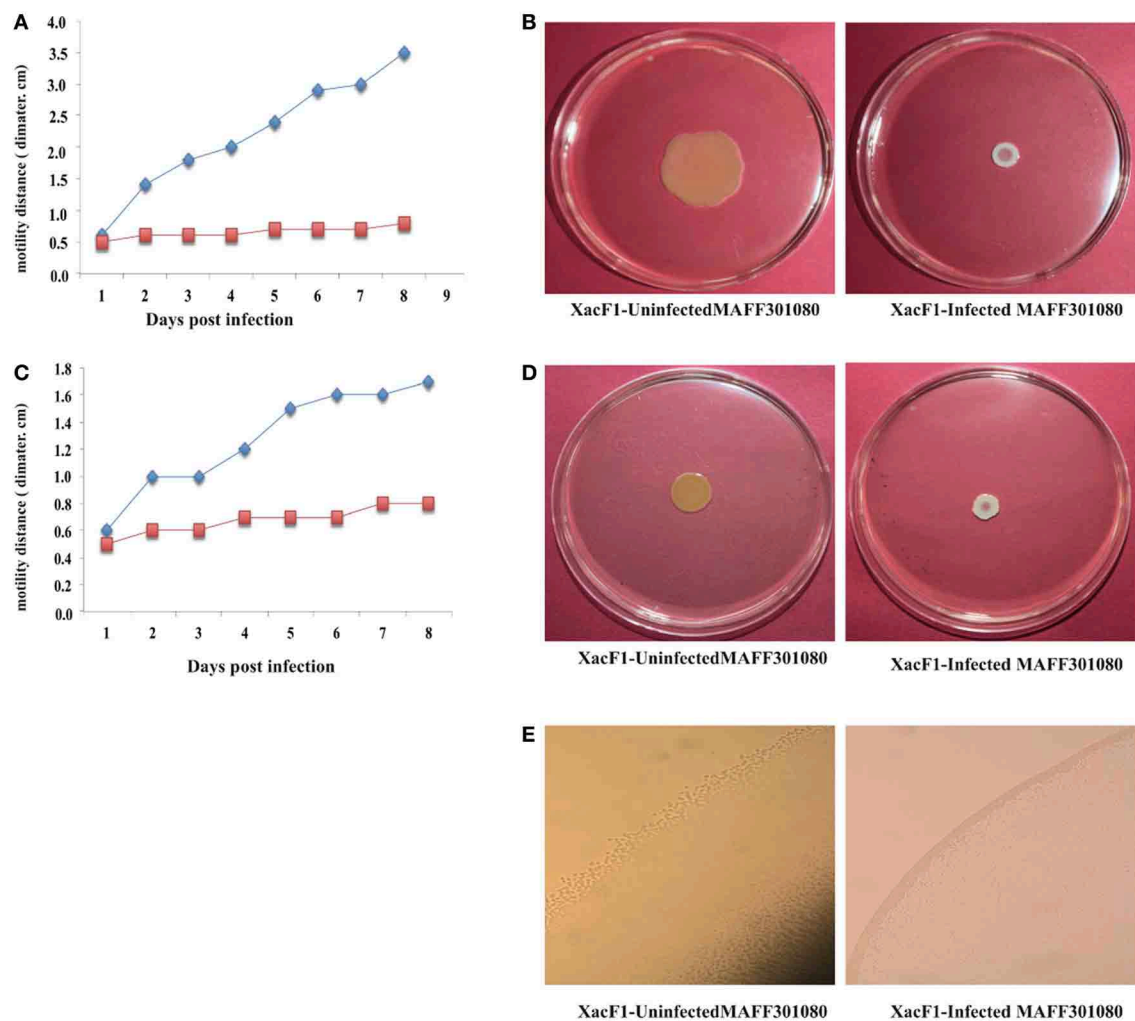 A
motility distance ( dimater. cm)
4.0
3.5
3.0
2.5
2.0
1.5
1.0
0.5
0.0
1 2 3 4 5 6 7 8 9
Days post infection
B
XacF1-UninfectedMAFF301080
XacF1-Infected MAFF301080
C
motility distance ( dimater. cm)
1.8
1.6
1.4
1.2
1.0
0.8
0.6
0.4
0.2
0.0
1 2 3 4 5 6 7 8
Days post infection
D
XacF1-UninfectedMAFF301080
XacF1-Infected MAFF301080
E
XacF1-UninfectedMAFF301080
XacF1-Infected MAFF301080